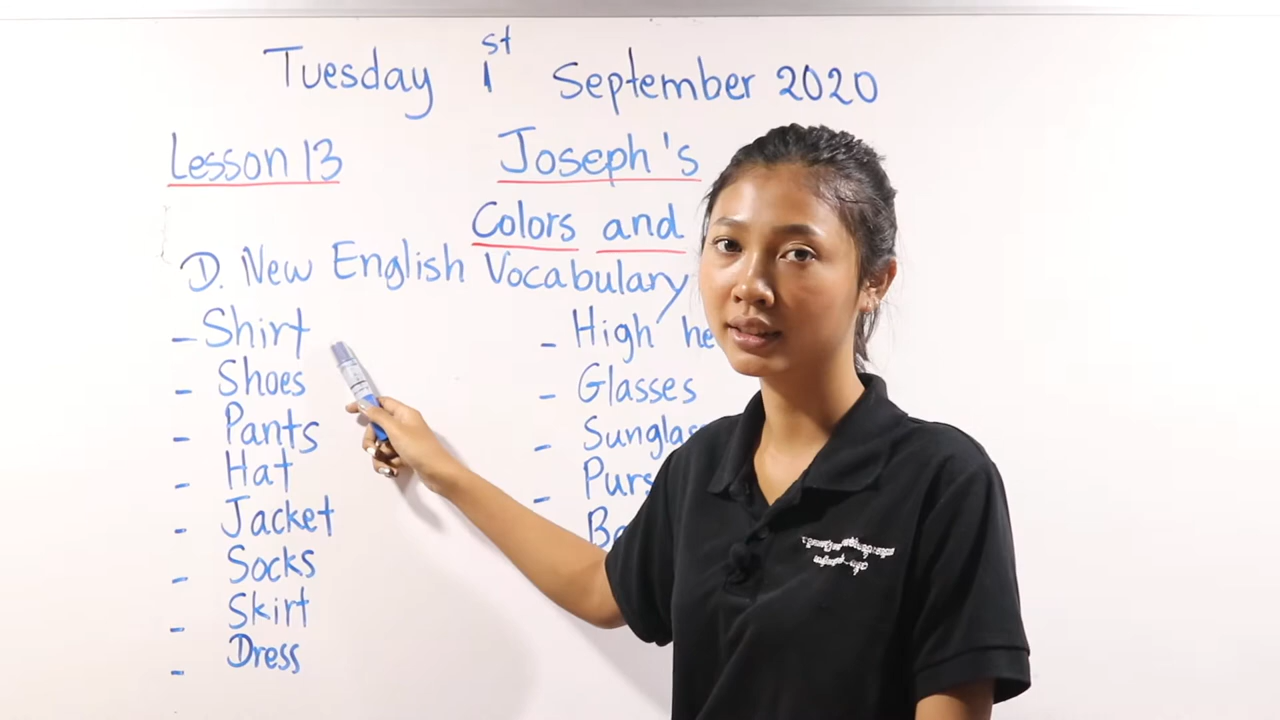 Tuesday 1st September 2020
Lesson 13
Joseph's
Colors and
D. New English Vocabulary
- Shirt
- Shoes
- Pants
- Hat
- Jacket
- Socks
- Skirt
- Dress
- High
- Glasses
-
-